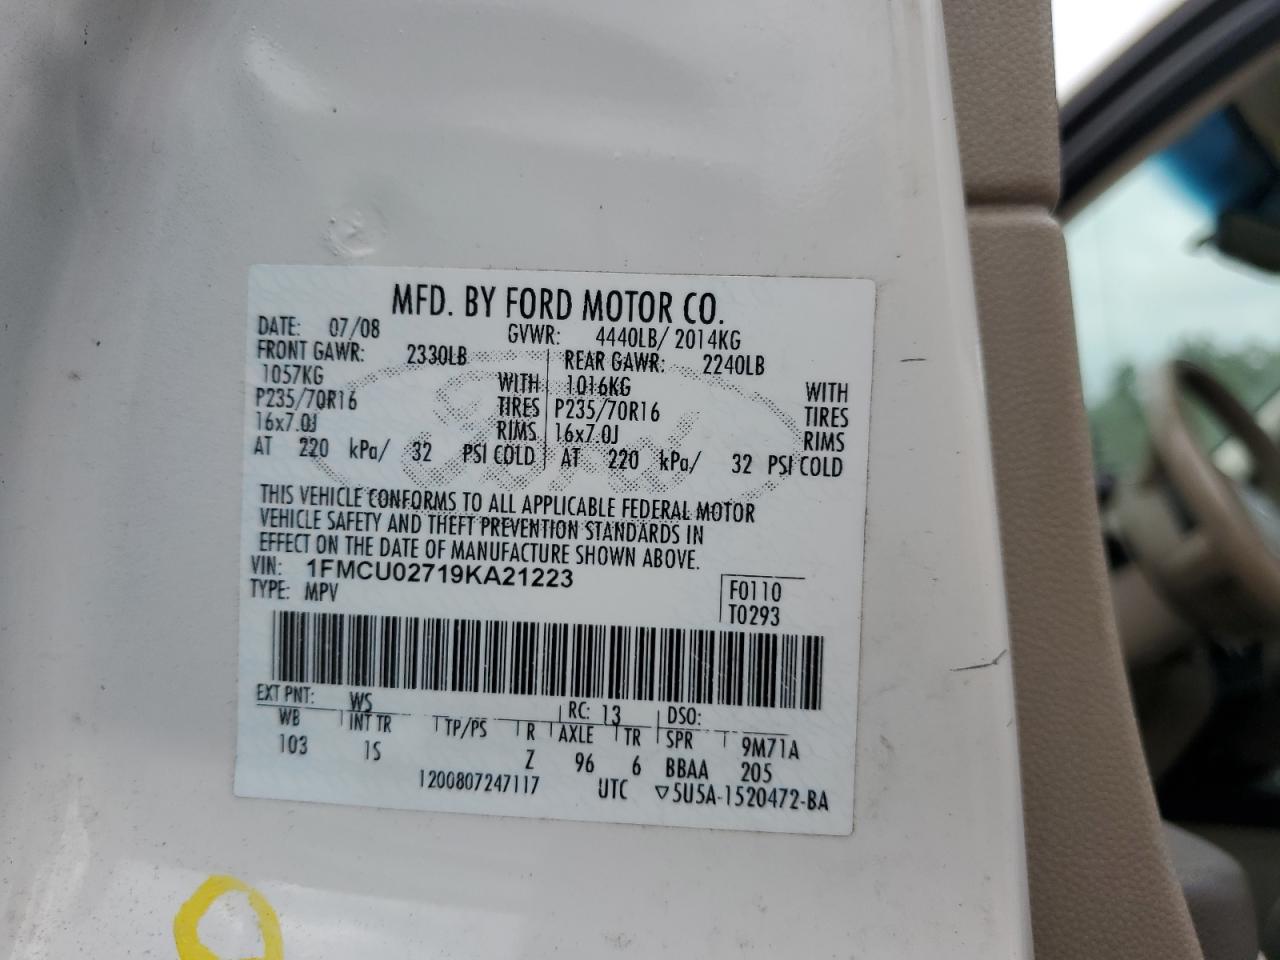 MFD. BY FORD MOTOR CO.
DATE: 07/08 GVWR: 4440LB/ 2014KG
FRONT GAWR: 2330LB REAR GAWR: 2240LB
1057KG WITH 1016KG WITH
P235/70R16 TIRES P235/70R16 TIRES
16x7.0J RIMS 16x7.0J RIMS
AT 220 kPa/ 32 PSI COLD AT 220 kPa/ 32 PSI COLD
Ford
THIS VEHICLE CONFORMS TO ALL APPLICABLE FEDERAL MOTOR
VEHICLE SAFETY AND THEFT PREVENTION STANDARDS IN
EFFECT ON THE DATE OF MANUFACTURE SHOWN ABOVE.
VIN: 1FMCU02719KA21223
TYPE: MPV
F0110
T0293
EXT PNT: WS RC: 13 DSO:
WB INT TR TP/PS R AXLE TR SPR 9M71A
103 1S Z 96 6 BBAA 205
1200807247117 UTC ▽5U5A-1520472-BA